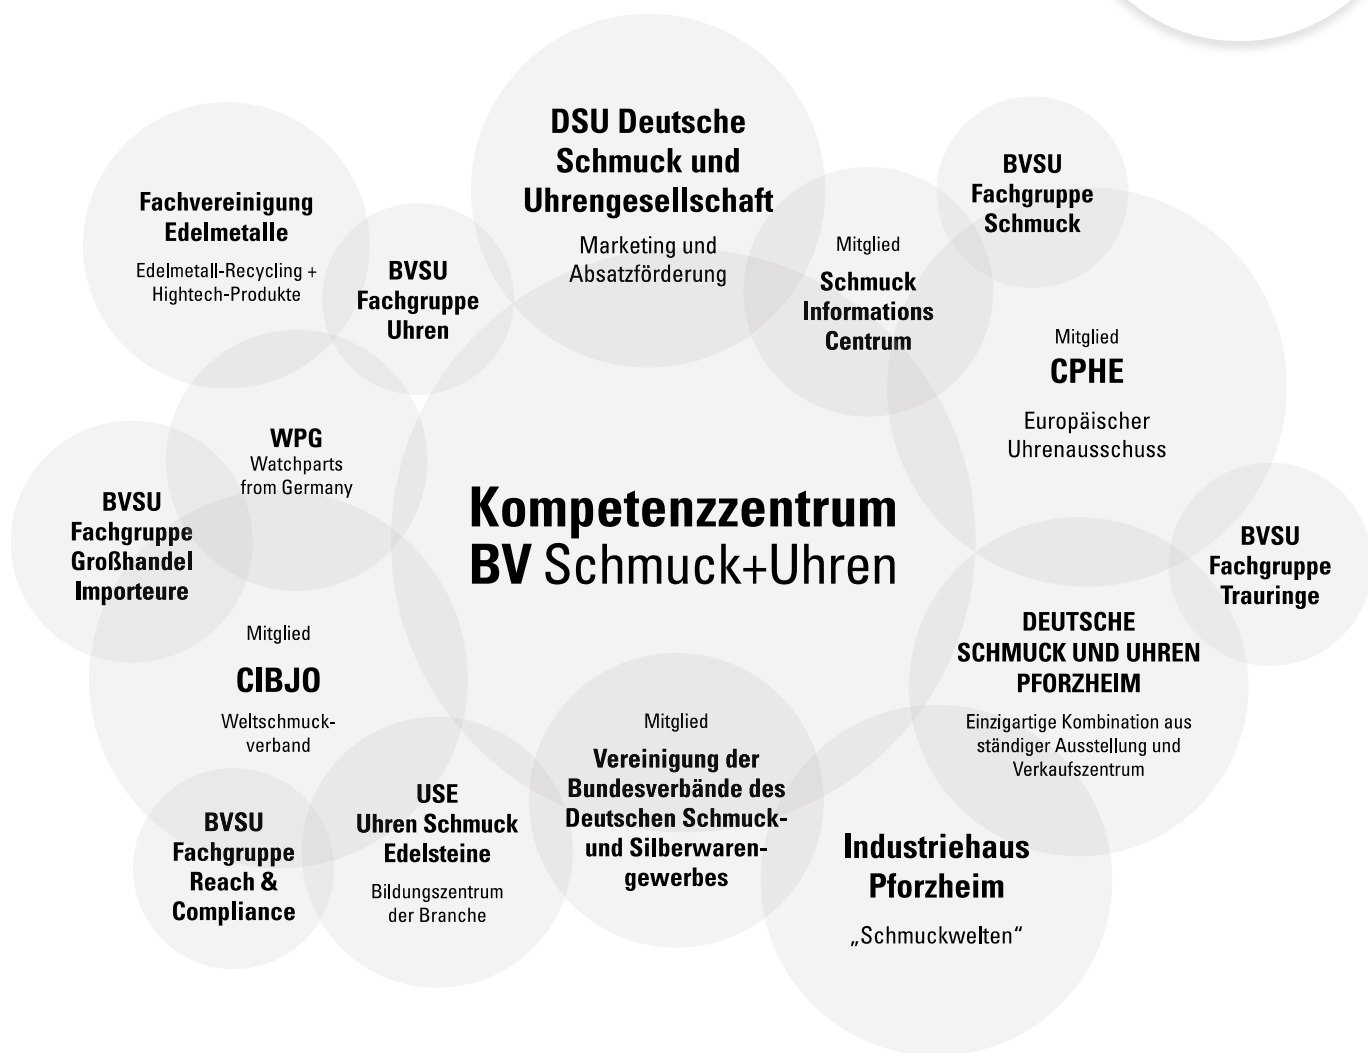 DSU Deutsche
Schmuck und
Uhrengesellschaft
Marketing und
Absatzförderung
BVSU
Fachgruppe
Schmuck
Fachvereinigung
Edelmetalle
Edelmetall-Recycling +
Hightech-Produkte
BVSU
Fachgruppe
Uhren
Mitglied
Schmuck
Informations
Centrum
Mitglied
CPHE
Europäischer
Uhrenausschuss
WPG
Watchparts
from Germany
BVSU
Fachgruppe
Großhandel
Importeure
Kompetenzzentrum
BV Schmuck+Uhren
BVSU
Fachgruppe
Trauringe
Mitglied
CIBJO
Weltschmuck-
verband
DEUTSCHE
SCHMUCK UND UHREN
PFORZHEIM
Einzigartige Kombination aus
ständiger Ausstellung und
Verkaufszentrum
BVSU
Fachgruppe
Reach &
Compliance
USE
Uhren Schmuck
Edelsteine
Bildungszentrum
der Branche
Mitglied
Vereinigung der
Bundesverbände des
Deutschen Schmuck-
und Silberwaren-
gewerbes
Industriehaus
Pforzheim
„Schmuckwelten“